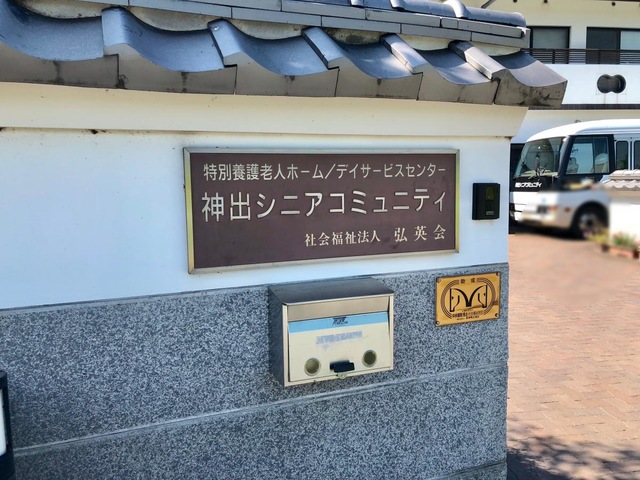 特別養護老人ホーム／デイサービスセンター
神出シニアコミュニティ
社会福祉法人 弘英会